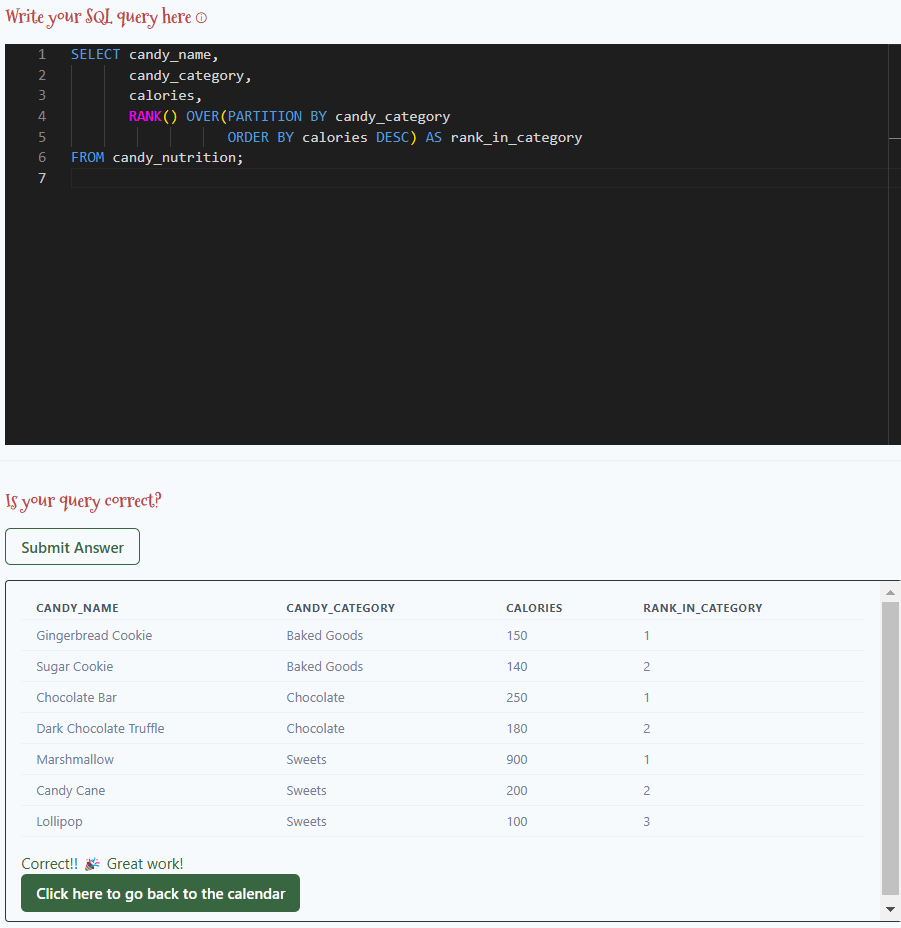 Write your SQL query here ⓘ
1 SELECT candy_name,
2 candy_category,
3 calories,
4 RANK() OVER(PARTITION BY candy_category
5 ORDER BY calories DESC) AS rank_in_category
6 FROM candy_nutrition;
7
Is your query correct?
Submit Answer
CANDY_NAME CANDY_CATEGORY CALORIES RANK_IN_CATEGORY
Gingerbread Cookie Baked Goods 150 1
Sugar Cookie Baked Goods 140 2
Chocolate Bar Chocolate 250 1
Dark Chocolate Truffle Chocolate 180 2
Marshmallow Sweets 900 1
Candy Cane Sweets 200 2
Lollipop Sweets 100 3
Correct!! 🎉 Great work!
Click here to go back to the calendar